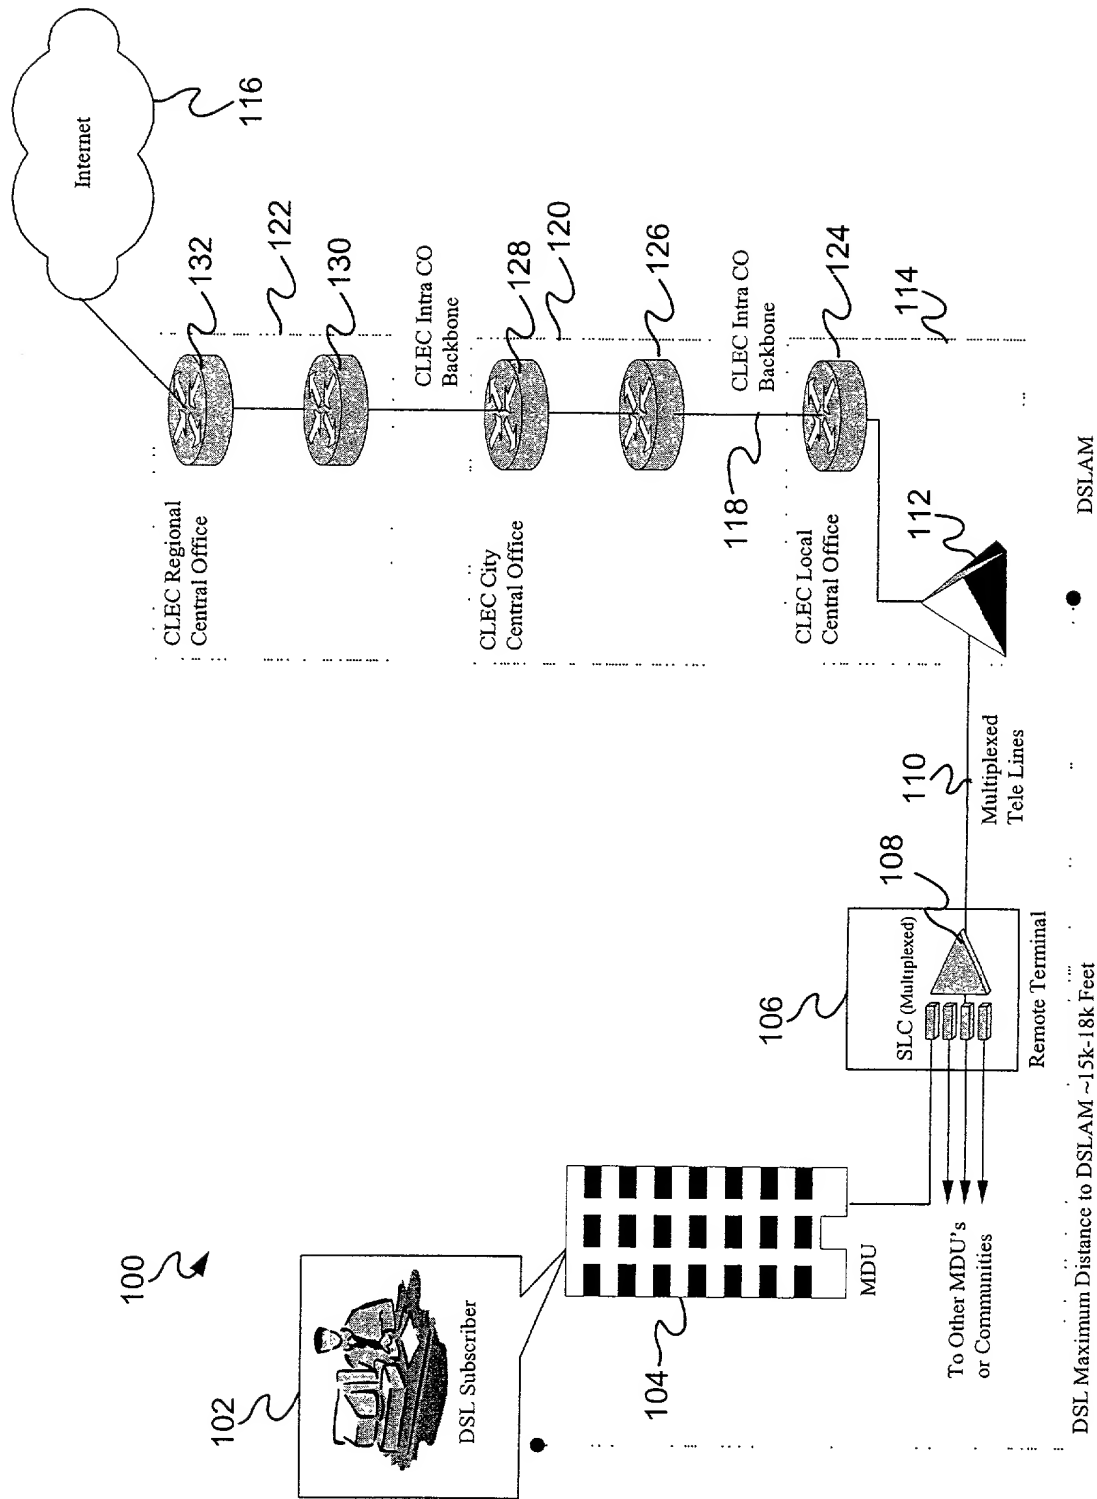 100
102
DSL Subscriber
104
MDU
To Other MDU's
or Communities
106
SLC (Multiplexed)
108
Remote Terminal
110
Multiplexed
Tele Lines
112
DSLAM
DSL Maximum Distance to DSLAM ~15k-18k Feet
CLEC Local
Central Office
114
124
118
CLEC Intra CO
Backbone
126
120
128
CLEC City
Central Office
CLEC Intra CO
Backbone
130
122
132
CLEC Regional
Central Office
Internet
116